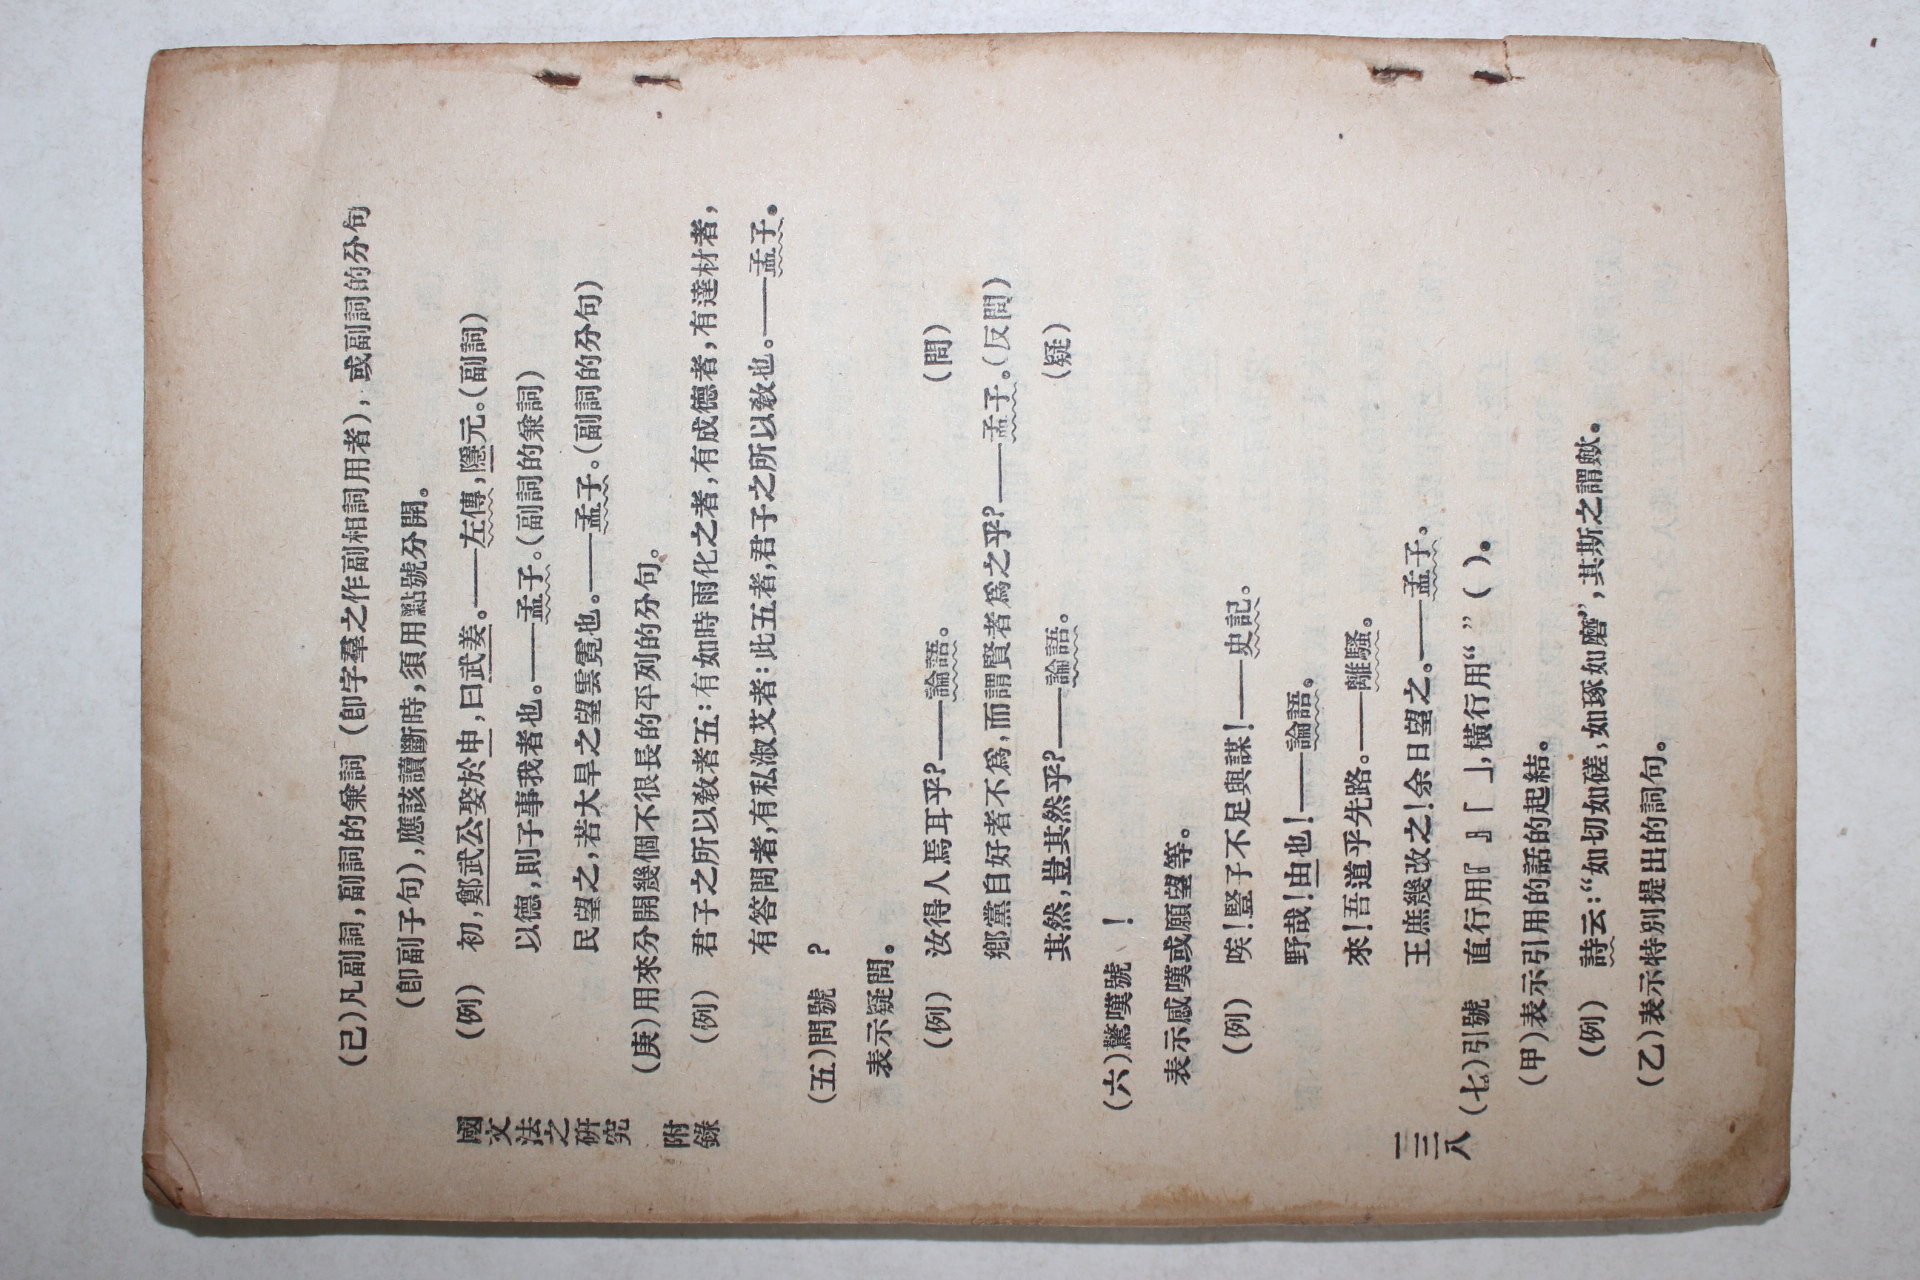 (己)凡副詞,副詞的兼詞(卽字羣之作副相詞用者),或副詞的分句
(卽副子句),應該讀斷時,須用點號分開。
(例) 初,鄭武公娶於申,曰武姜。——左傳,隱元。(副詞)
以德,則子事我者也。——孟子。(副詞的兼詞)
民望之,若大旱之望雲霓也。——孟子。(副詞的分句)
(庚)用來分開幾個不很長的平列的分句。
(例) 君子之所以敎者五:有如時雨化之者,有成德者,有達材者,
有答問者,有私淑艾者:此五者,君子之所以敎也。——孟子。
(五)問號 ?
表示疑問。
(例) 汝得人焉耳乎?——論語。 (問)
鄕黨自好者不爲,而謂賢者爲之乎?——孟子。(反問)
其然,豈其然乎?——論語。 (疑)
(六)驚嘆號 !
表示感嘆或願望等。
(例) 唉!豎子不足與謀!——史記。
野哉!由也!——論語。
來!吾道乎先路。——離騷。
王庶幾改之!余日望之。——孟子。
(七)引號 直行用『 』「 」,橫行用“ ” ( )。
(甲)表示引用的話的起結。
(例) 詩云:“如切如磋,如琢如磨”,其斯之謂歟。
(乙)表示特別提出的詞句。
國文法之硏究 附錄
一三八